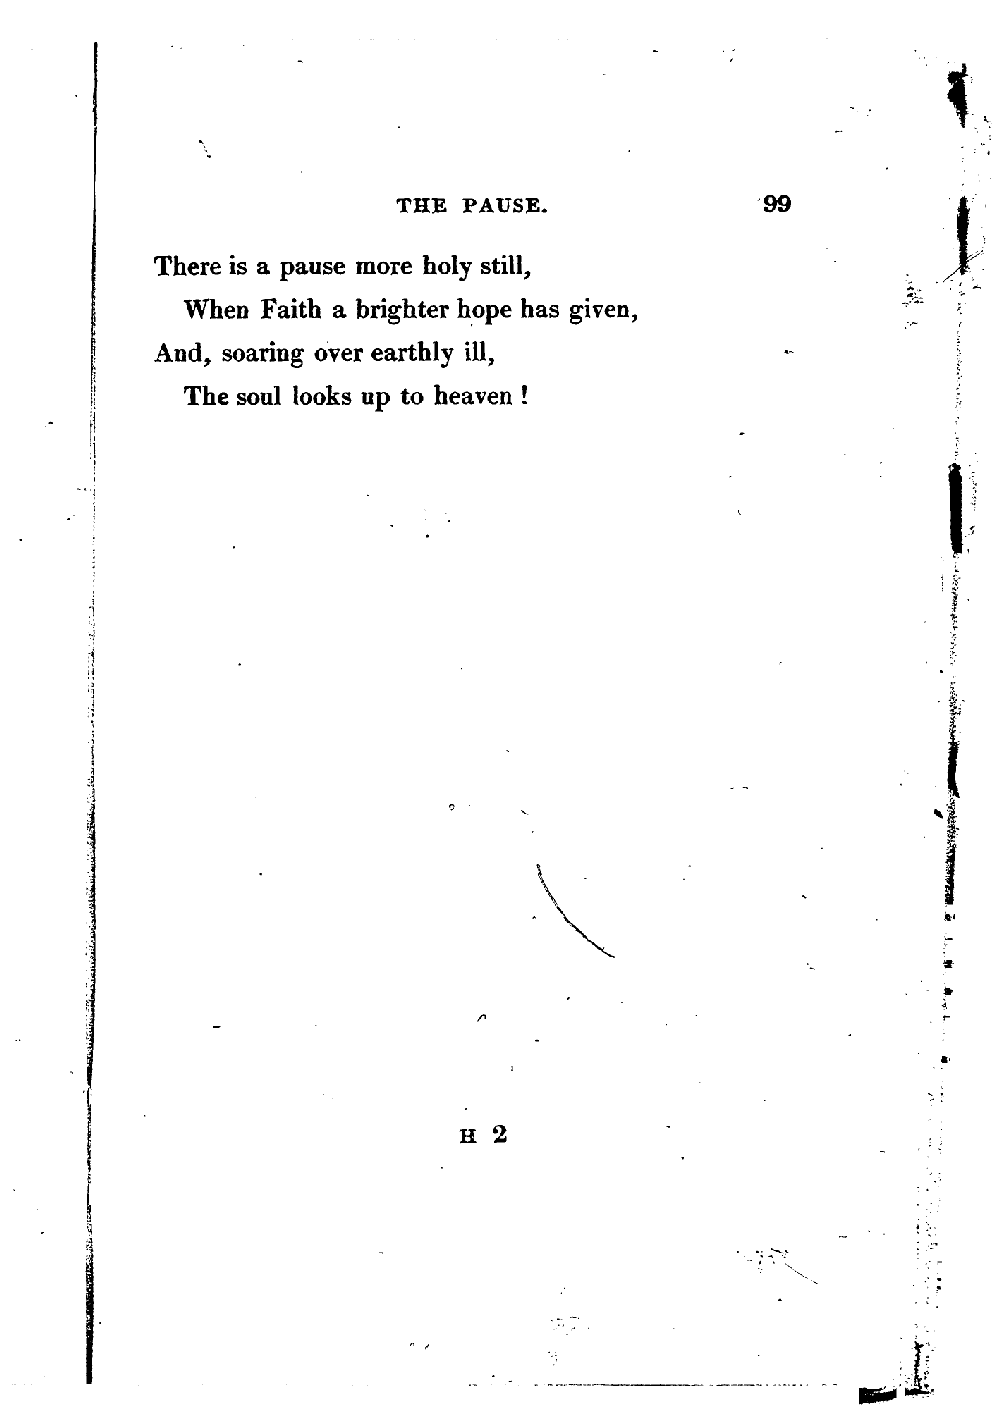 THE PAUSE. 99
There is a pause more holy still,
When Faith a brighter hope has given,
And, soaring over earthly ill,
The soul looks up to heaven !
H 2